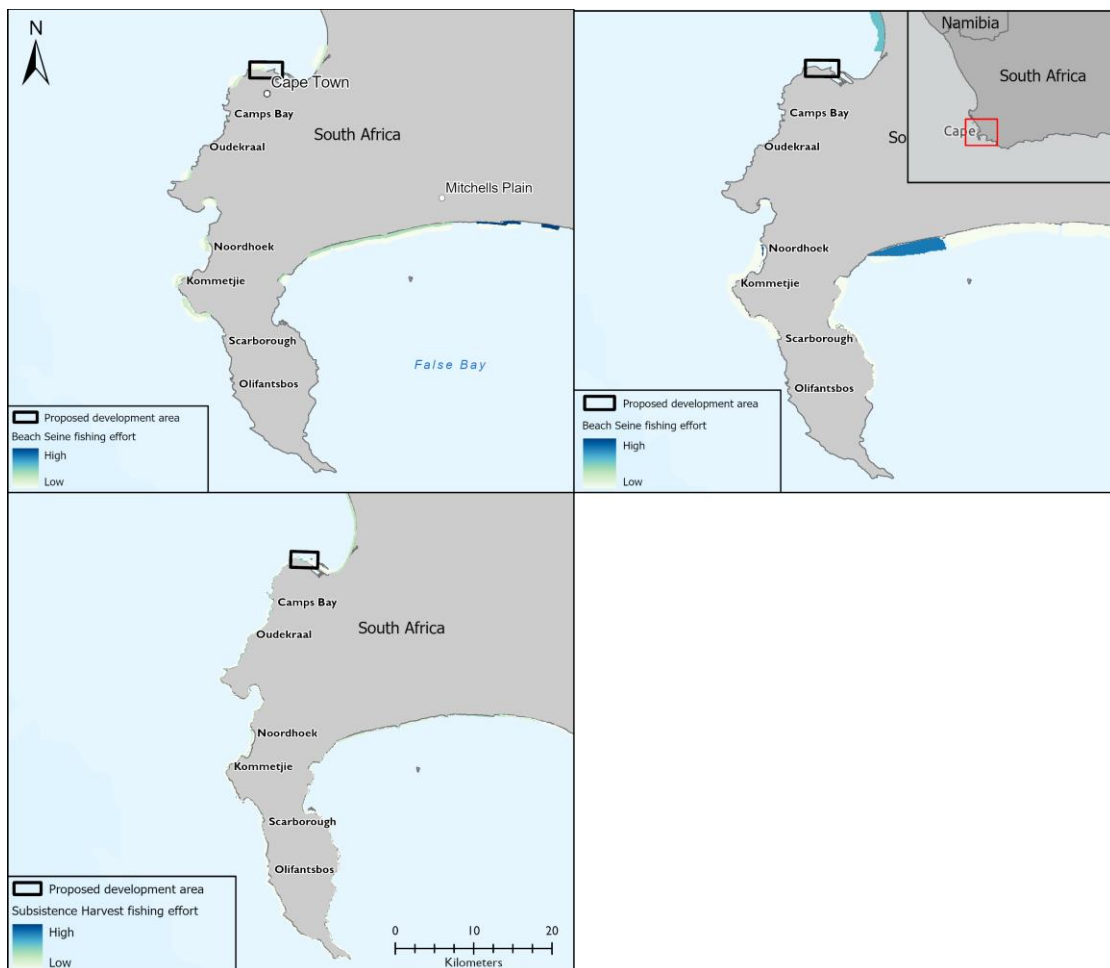 N
Cape Town
Camps Bay
South Africa
Oudekraal
Mitchells Plain
Noordhoek
Kommetjie
Scarborough
False Bay
Olifantsbos
Proposed development area
Beach Seine fishing effort
High
Low
Namibia
South Africa
Cape
Camps Bay
So
Oudekraal
Noordhoek
Kommetjie
Scarborough
Olifantsbos
Proposed development area
Beach Seine fishing effort
High
Low
Camps Bay
Oudekraal
South Africa
Noordhoek
Kommetjie
Scarborough
Olifantsbos
Proposed development area
Subsistence Harvest fishing effort
High
Low
0 10 20
Kilometers